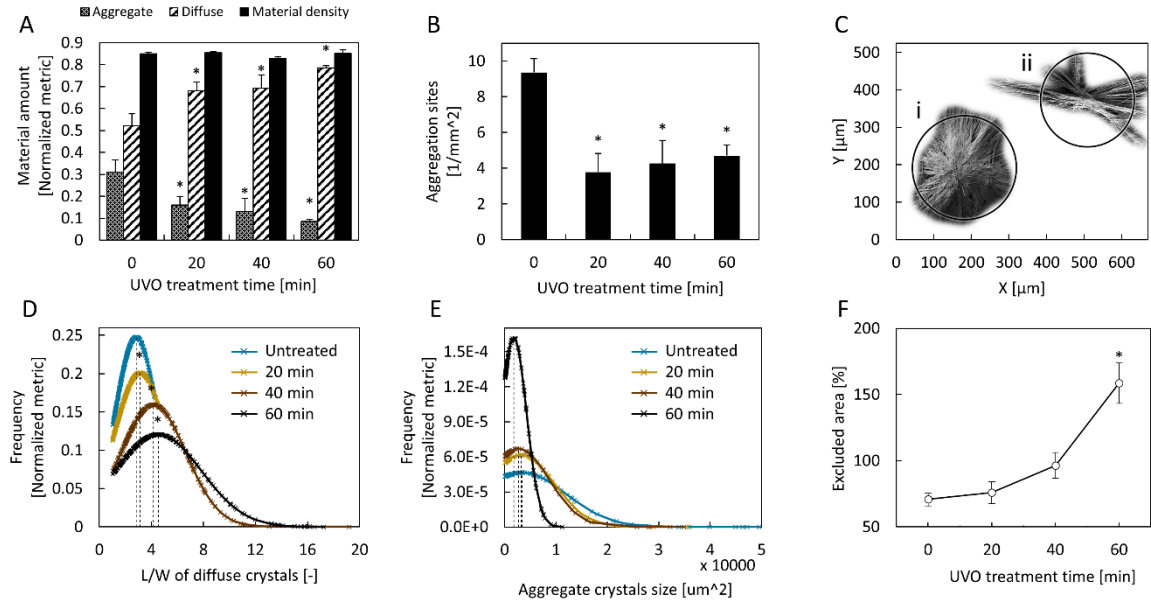 Aggregate Diffuse Material density
A
Material amount
[Normalized metric]
0.9
0.8
0.7
0.6
0.5
0.4
0.3
0.2
0.1
0
* * * * * *
0 20 40 60
UVO treatment time [min]
B
Aggregation sites
[1/mm^2]
10
8
6
4
2
0
* * *
0 20 40 60
UVO treatment time [min]
C
Y [µm]
500
400
300
200
100
0
i
ii
0 100 200 300 400 500 600
X [µm]
D
Frequency
[Normalized metric]
0.25
0.20
0.15
0.10
0.05
0
Untreated
20 min
40 min
60 min
* * *
0 4 8 12 16 20
L/W of diffuse crystals [-]
E
Frequency
[Normalized metric]
1.5E-4
1.2E-4
9.0E-5
6.0E-5
3.0E-5
0.0E+0
Untreated
20 min
40 min
60 min
0 1 2 3 4 5
x 10000
Aggregate crystals size [um^2]
F
Excluded area [%]
200
150
100
50
*
0 20 40 60
UVO treatment time [min]